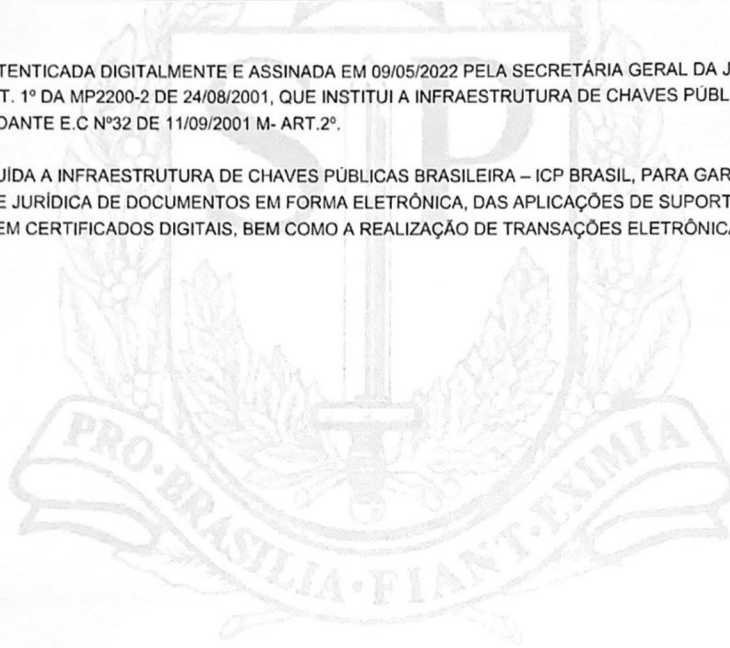 SP
TENTICADA DIGITALMENTE E ASSINADA EM 09/05/2022 PELA SECRETÁRIA GERAL DA J
T. 1º DA MP2200-2 DE 24/08/2001, QUE INSTITUI A INFRAESTRUTURA DE CHAVES PÚBL
DANTE E.C Nº32 DE 11/09/2001 M- ART.2º.
UÍDA A INFRAESTRUTURA DE CHAVES PÚBLICAS BRASILEIRA – ICP BRASIL, PARA GAR
E JURÍDICA DE DOCUMENTOS EM FORMA ELETRÔNICA, DAS APLICAÇÕES DE SUPORT
EM CERTIFICADOS DIGITAIS, BEM COMO A REALIZAÇÃO DE TRANSAÇÕES ELETRÔNICA
PRO·BRASILIA·FIANT·EXIMIA